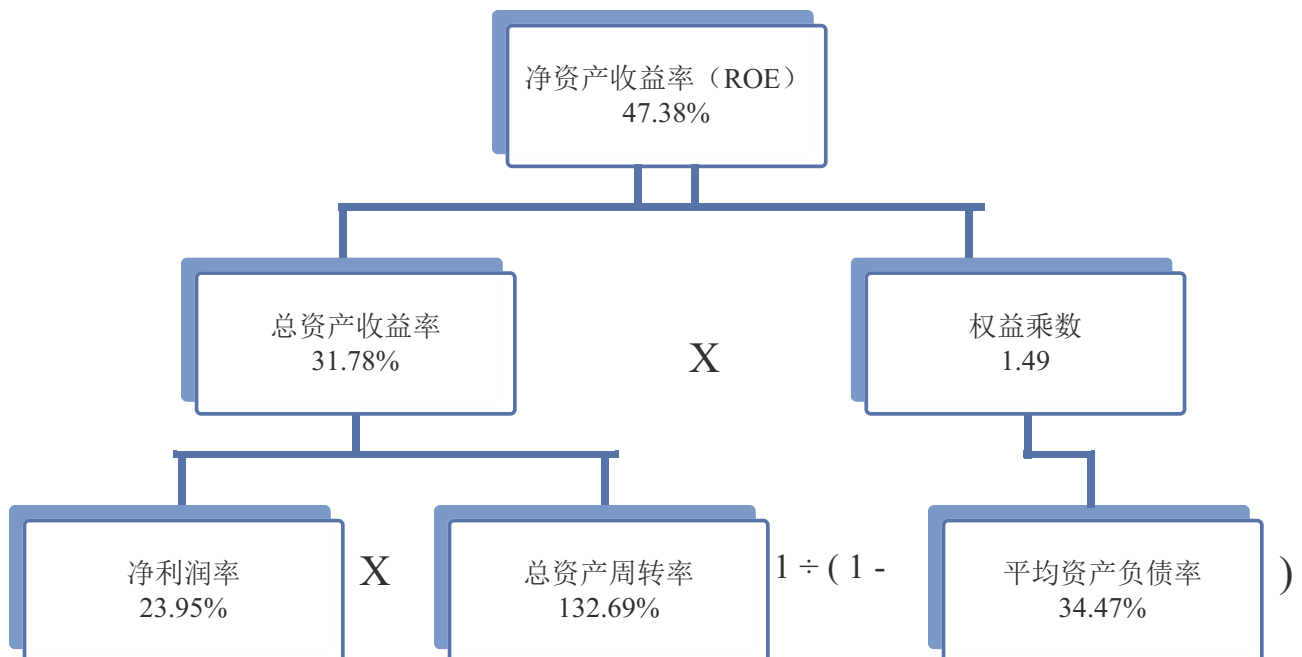 净资产收益率（ROE）
47.38%
总资产收益率
31.78%
X
权益乘数
1.49
净利润率
23.95%
X
总资产周转率
132.69%
1 ÷ ( 1 -
平均资产负债率
34.47%
)